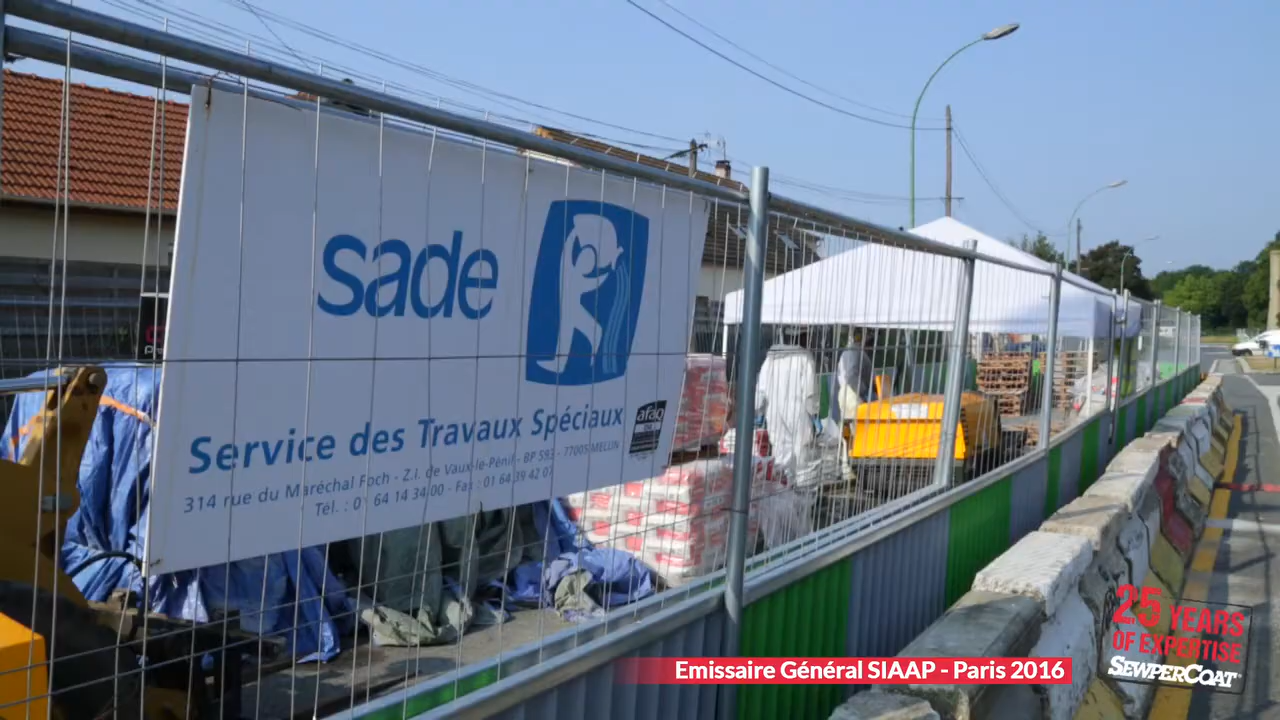 sade
Service des Travaux Spéciaux
afaq
314 rue du Maréchal Foch - Z.I. de Vaux-le-Pénil - BP 593 - 77005 MELUN
Tél. : 01 64 14 34 00 - Fax : 01 64 39 42 07
25 YEARS
OF EXPERTISE
SEWPERCOAT
Emissaire Général SIAAP - Paris 2016